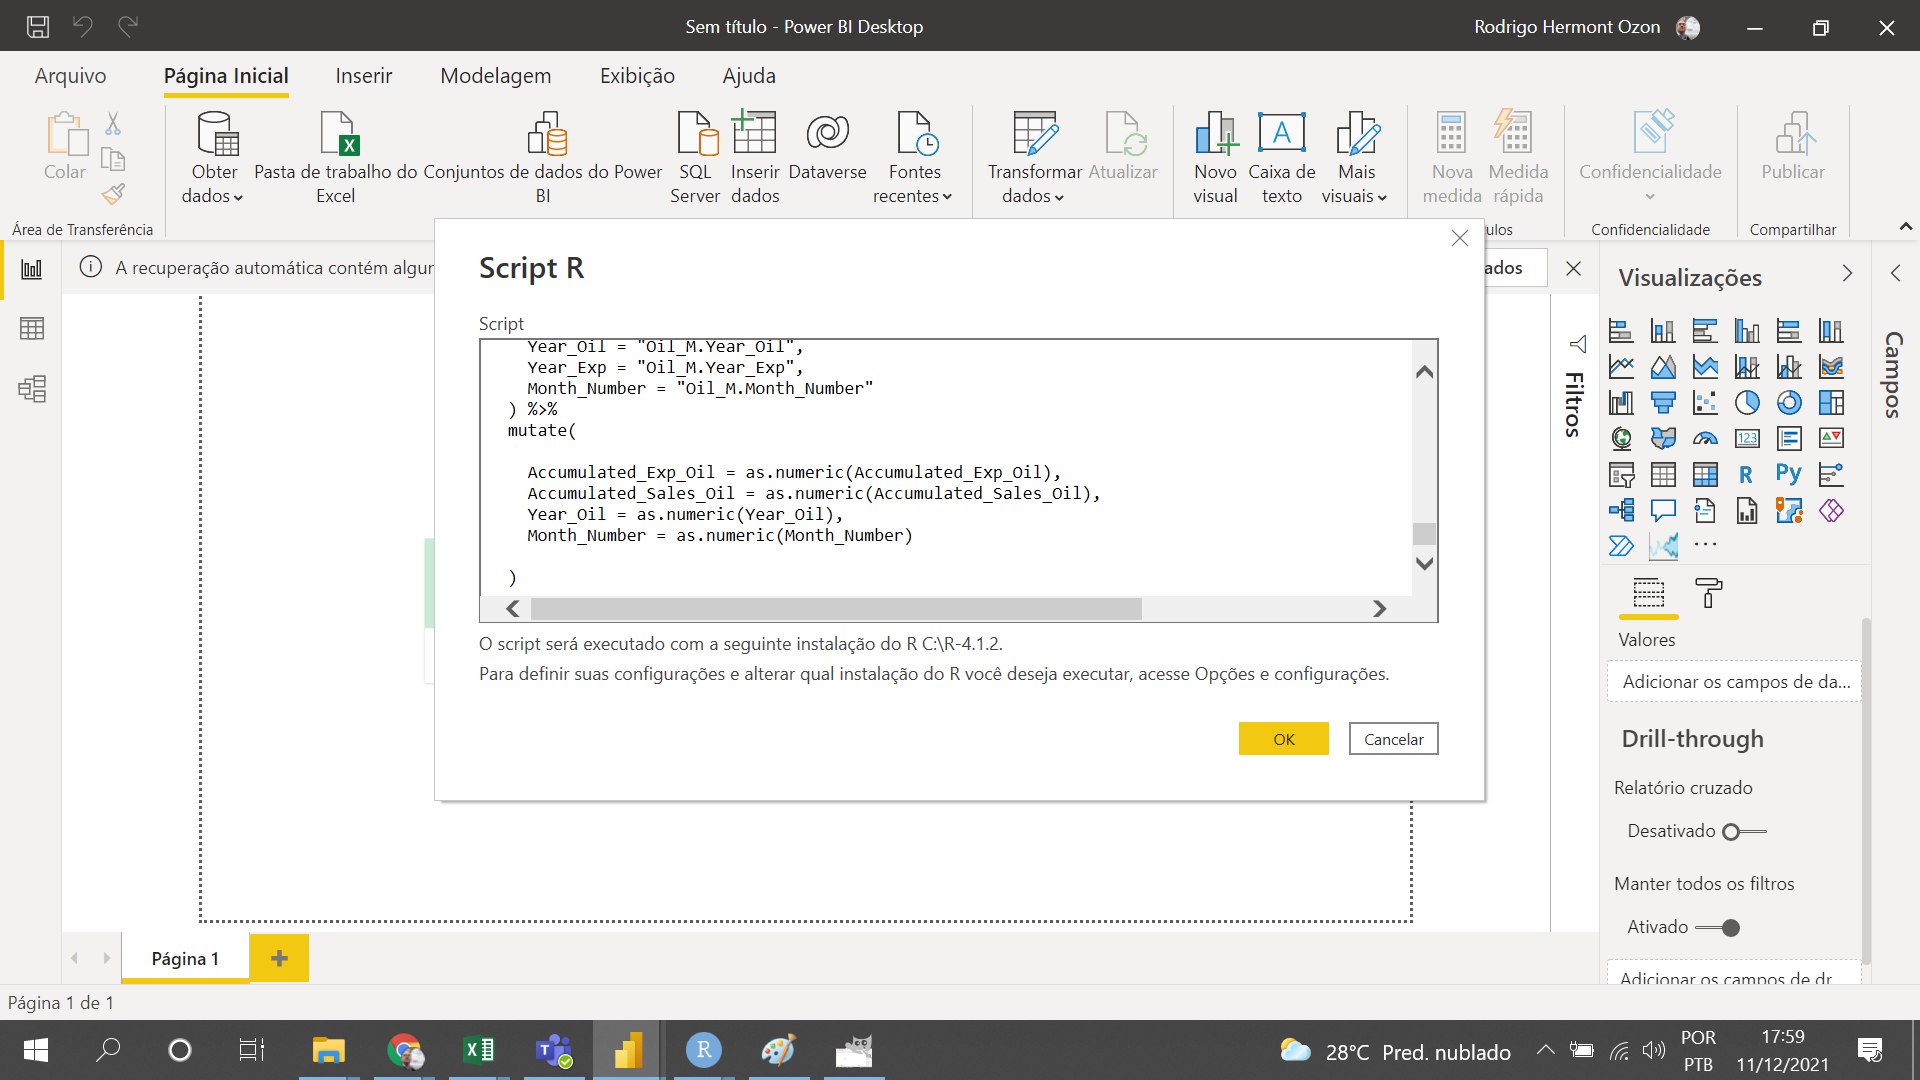 Sem título - Power BI Desktop
Rodrigo Hermont Ozon
Arquivo
Página Inicial
Inserir
Modelagem
Exibição
Ajuda
Colar
Obter
dados
Pasta de trabalho do
Excel
Conjuntos de dados do Power
BI
SQL
Server
Inserir
dados
Dataverse
Fontes
recentes
Transformar
dados
Atualizar
Novo
visual
Caixa de
texto
Mais
visuais
Nova
medida
Medida
rápida
Confidencialidade
Publicar
Área de Transferência
ulos
Confidencialidade
Compartilhar
A recuperação automática contém algur
ados
Script R
Script
Year_Oil = "Oil_M.Year_Oil",
Year_Exp = "Oil_M.Year_Exp",
Month_Number = "Oil_M.Month_Number"
) %>%
mutate(
Accumulated_Exp_Oil = as.numeric(Accumulated_Exp_Oil),
Accumulated_Sales_Oil = as.numeric(Accumulated_Sales_Oil),
Year_Oil = as.numeric(Year_Oil),
Month_Number = as.numeric(Month_Number)
)
O script será executado com a seguinte instalação do R C:\R-4.1.2.
Para definir suas configurações e alterar qual instalação do R você deseja executar, acesse Opções e configurações.
OK
Cancelar
Filtros
Visualizações
123
R
Py
...
Valores
Adicionar os campos de da...
Drill-through
Relatório cruzado
Desativado
Manter todos os filtros
Ativado
Adicionar os campos de dr
Campos
Página 1
Página 1 de 1
28°C Pred. nublado
POR
PTB
17:59
11/12/2021